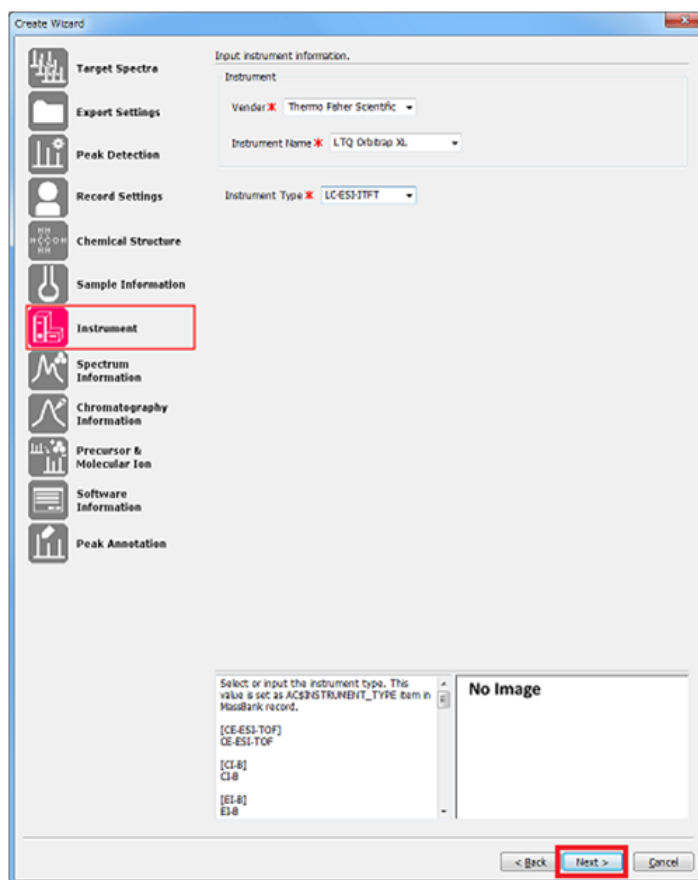 Create Wizard
Target Spectra
Export Settings
Peak Detection
Record Settings
Chemical Structure
Sample Information
Instrument
Spectrum
Information
Chromatography
Information
Precursor &
Molecular Ion
Software
Information
Peak Annotation
Input instrument information.
Instrument
Vender Thermo Fisher Scientific
Instrument Name LTQ Orbitrap XL
Instrument Type LC-ESI-ITFT
Select or input the instrument type. This
value is set as AC$INSTRUMENT_TYPE item in
MassBank record.
[CE-ESI-TOF]
CE-ESI-TOF
[CI-B]
CI-B
[EI-B]
EI-B
No Image
< Back
Next >
Cancel